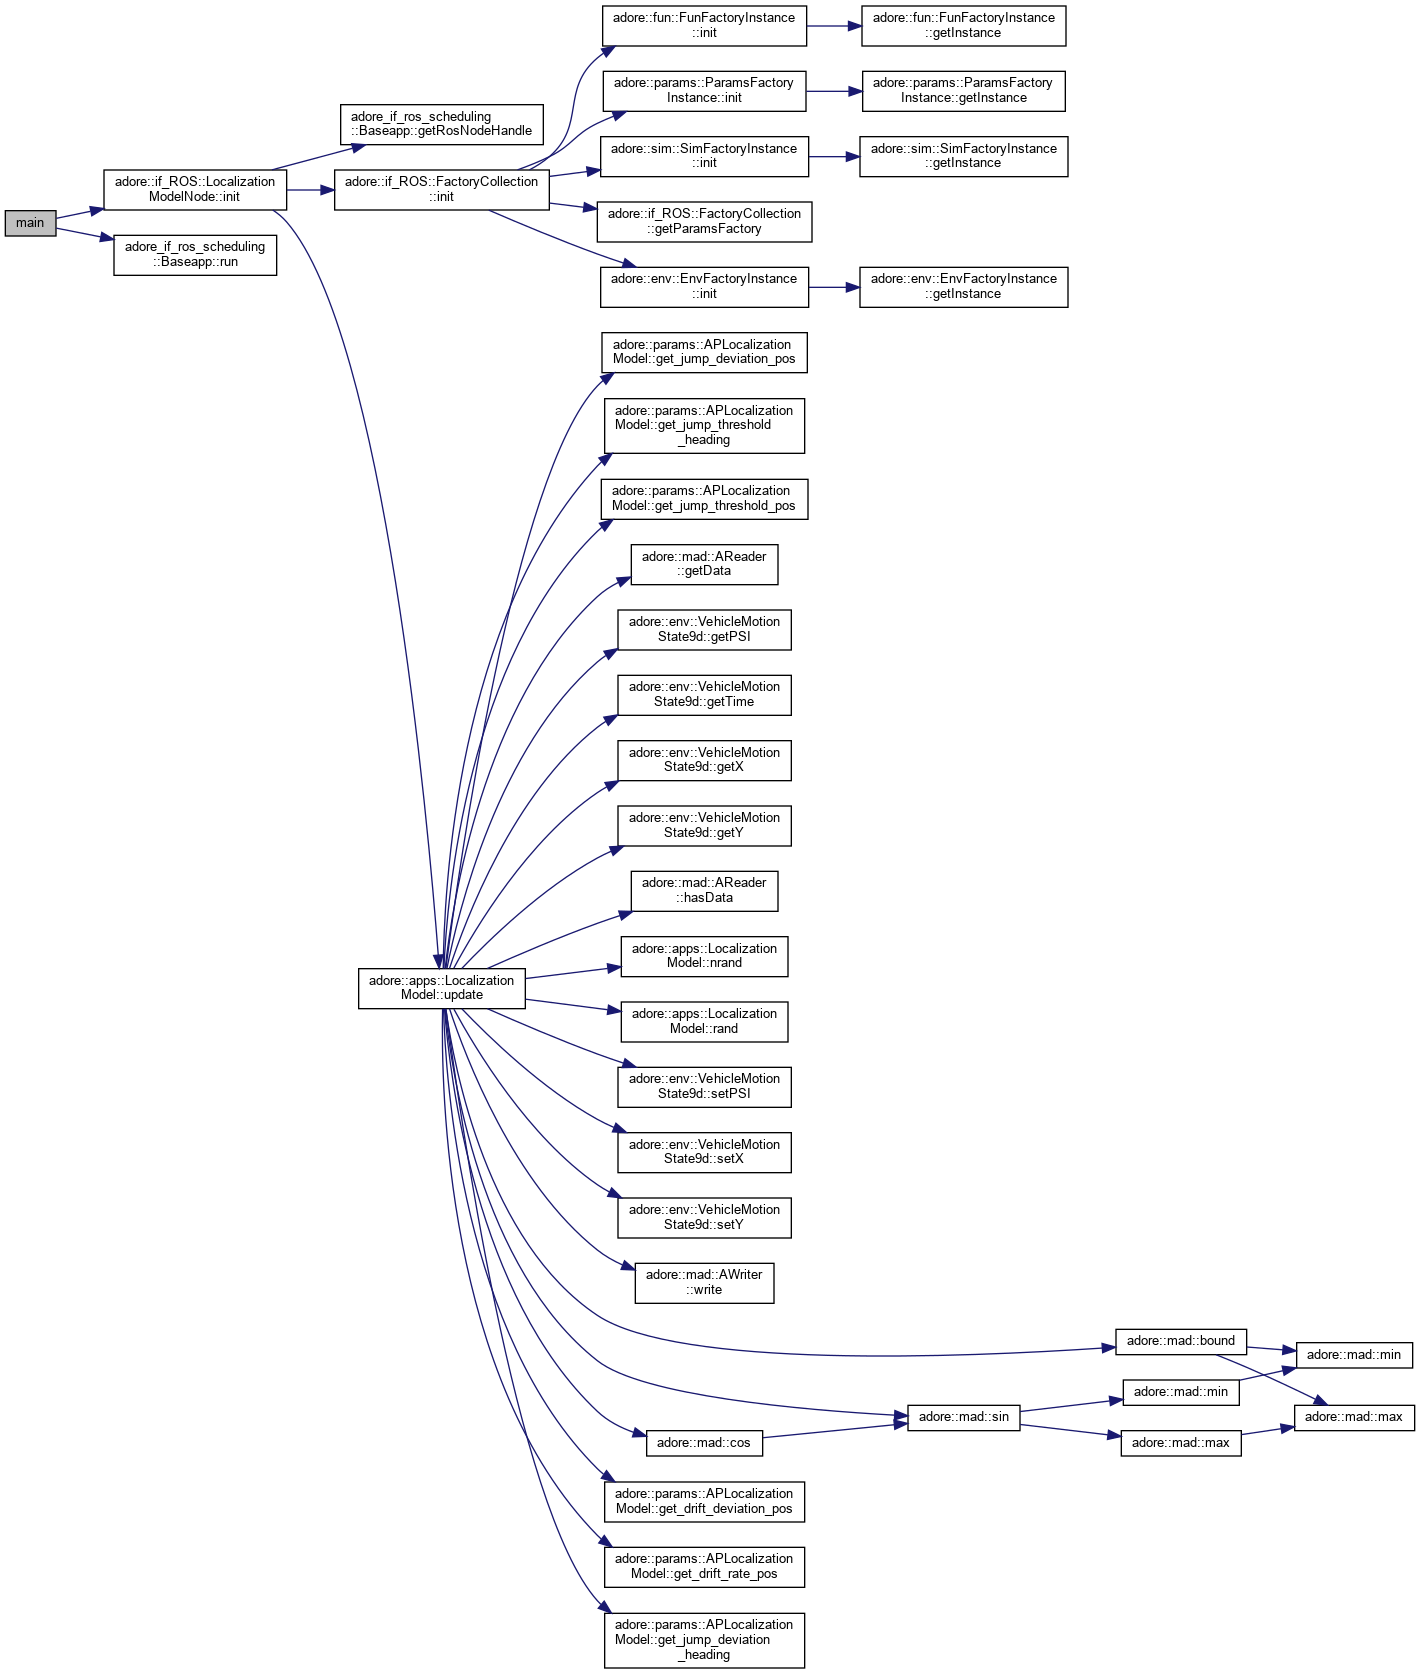 main
adore::if_ROS::Localization
ModelNode::init
adore_if_ros_scheduling
::Baseapp::run
adore_if_ros_scheduling
::Baseapp::getRosNodeHandle
adore::if_ROS::FactoryCollection
::init
adore::fun::FunFactoryInstance
::init
adore::fun::FunFactoryInstance
::getInstance
adore::params::ParamsFactory
Instance::init
adore::params::ParamsFactory
Instance::getInstance
adore::sim::SimFactoryInstance
::init
adore::sim::SimFactoryInstance
::getInstance
adore::if_ROS::FactoryCollection
::getParamsFactory
adore::env::EnvFactoryInstance
::init
adore::env::EnvFactoryInstance
::getInstance
adore::apps::Localization
Model::update
adore::params::APLocalization
Model::get_jump_deviation_pos
adore::params::APLocalization
Model::get_jump_threshold
_heading
adore::params::APLocalization
Model::get_jump_threshold_pos
adore::mad::AReader
::getData
adore::env::VehicleMotion
State9d::getPSI
adore::env::VehicleMotion
State9d::getTime
adore::env::VehicleMotion
State9d::getX
adore::env::VehicleMotion
State9d::getY
adore::mad::AReader
::hasData
adore::apps::Localization
Model::nrand
adore::apps::Localization
Model::rand
adore::env::VehicleMotion
State9d::setPSI
adore::env::VehicleMotion
State9d::setX
adore::env::VehicleMotion
State9d::setY
adore::mad::AWriter
::write
adore::mad::bound
adore::mad::min
adore::mad::min
adore::mad::sin
adore::mad::max
adore::mad::cos
adore::mad::max
adore::params::APLocalization
Model::get_drift_deviation_pos
adore::params::APLocalization
Model::get_drift_rate_pos
adore::params::APLocalization
Model::get_jump_deviation
_heading